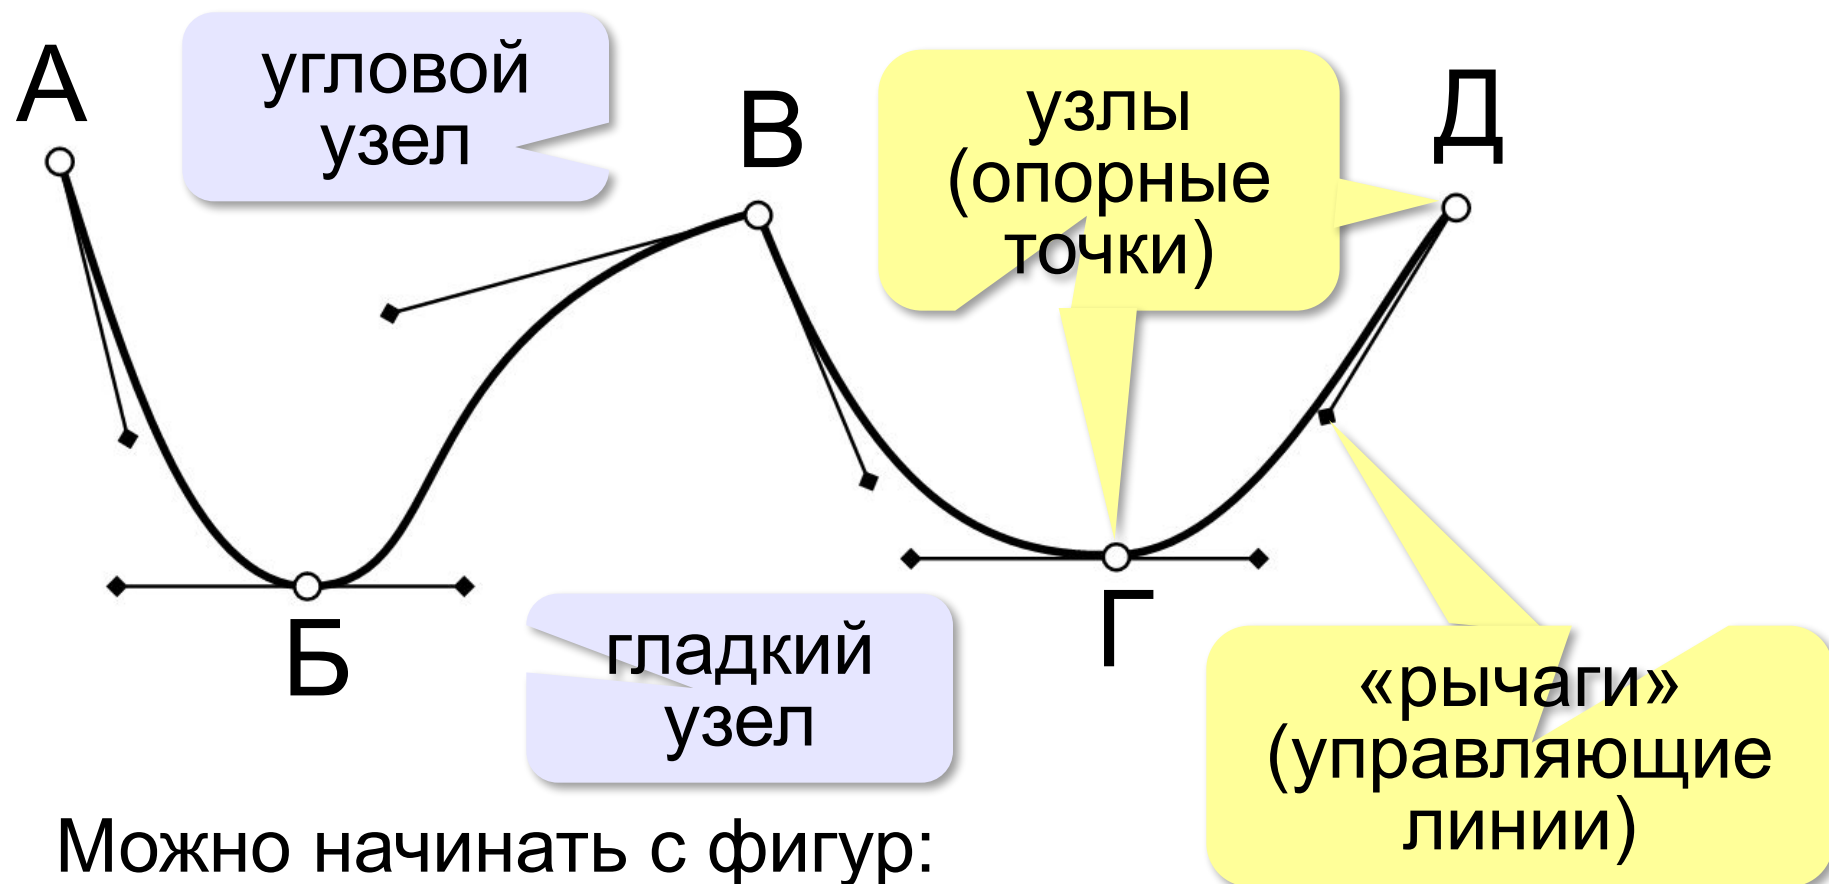 А
угловой
узел
В
узлы
(опорные
точки)
Д
Б
гладкий
узел
Г
«рычаги»
(управляющие
линии)
Можно начинать с фигур: